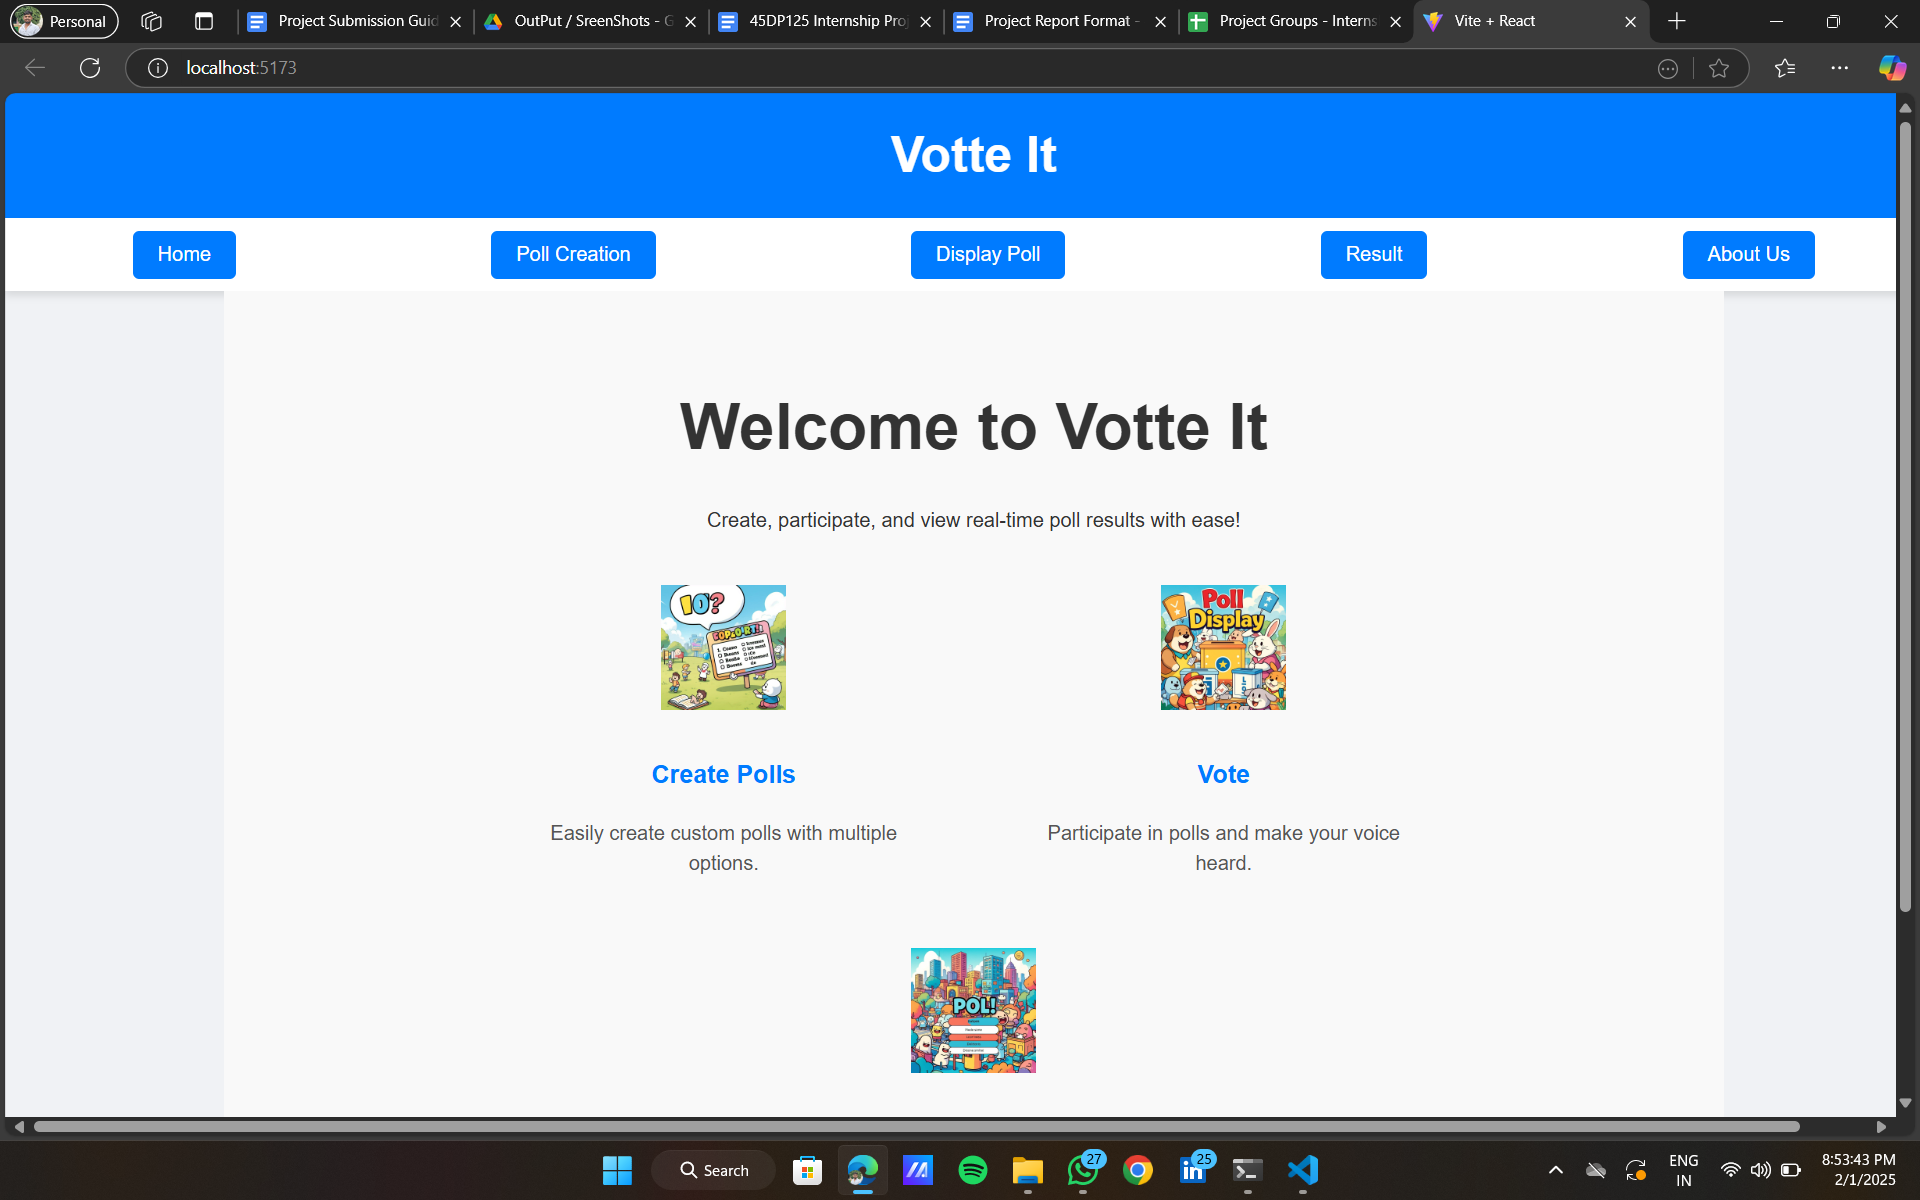 Personal
Project Submission Guid
OutPut / SreenShots - G
45DP125 Internship Proj
Project Report Format -
Project Groups - Interns
Vite + React
localhost:5173
Votte It
Home
Poll Creation
Display Poll
Result
About Us
Welcome to Votte It
Create, participate, and view real-time poll results with ease!
10?
Poll
Display
Create Polls
Vote
Easily create custom polls with multiple
options.
Participate in polls and make your voice
heard.
POL!
Search
27
25
ENG
IN
8:53:43 PM
2/1/2025